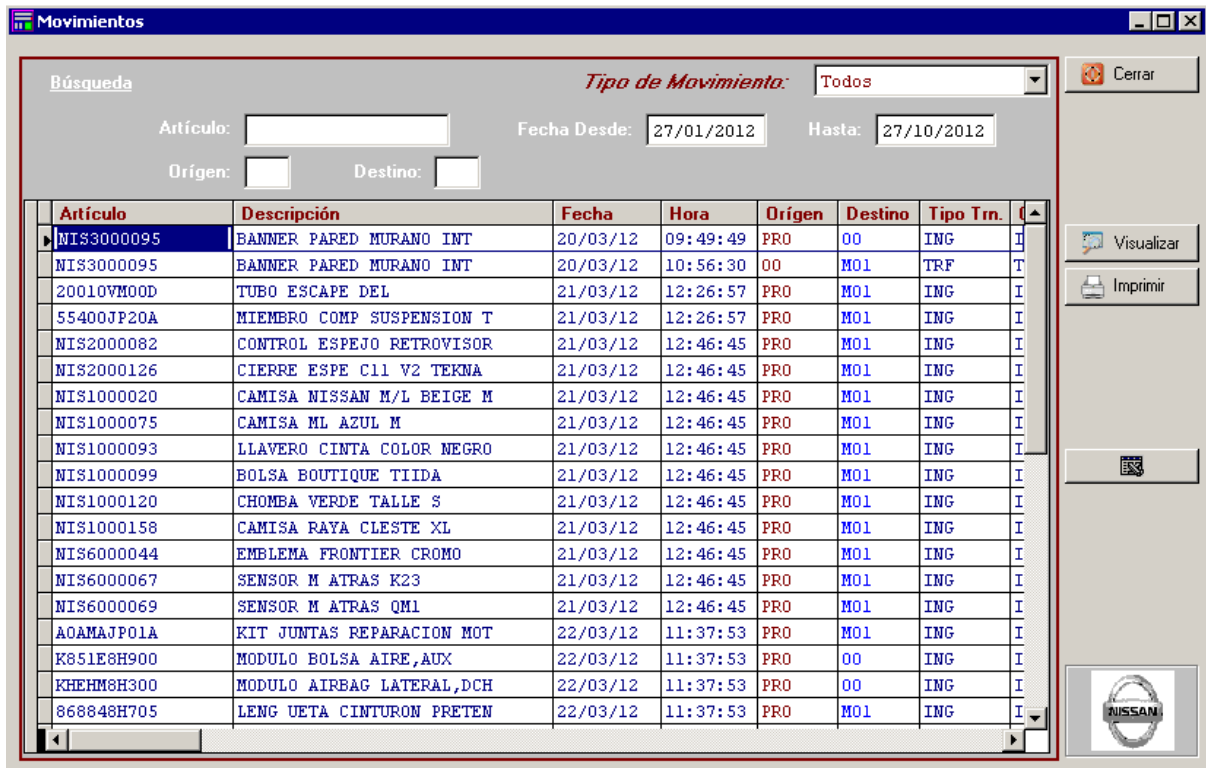 Movimientos
Búsqueda Tipo de Movimiento: Todos Cerrar
Artículo: Fecha Desde: 27/01/2012 Hasta: 27/10/2012
Orígen: Destino:
Artículo Descripción Fecha Hora Orígen Destino Tipo Trn.
NIS3000095 BANNER PARED MURANO INT 20/03/12 09:49:49 PRO 00 ING I Visualizar
NIS3000095 BANNER PARED MURANO INT 20/03/12 10:56:30 00 M01 TRF T
Imprimir
20010VM00D TUBO ESCAPE DEL 21/03/12 12:26:57 PRO M01 ING I
55400JP20A MIEMBRO COMP SUSPENSION T 21/03/12 12:26:57 PRO M01 ING I
NIS2000082 CONTROL ESPEJO RETROVISOR 21/03/12 12:46:45 PRO M01 ING I
NIS2000126 CIERRE ESPE C11 V2 TEKNA 21/03/12 12:46:45 PRO M01 ING I
NIS1000020 CAMISA NISSAN M/L BEIGE M 21/03/12 12:46:45 PRO M01 ING I
NIS1000075 CAMISA ML AZUL M 21/03/12 12:46:45 PRO M01 ING I
NIS1000093 LLAVERO CINTA COLOR NEGRO 21/03/12 12:46:45 PRO M01 ING I
NIS1000099 BOLSA BOUTIQUE TIIDA 21/03/12 12:46:45 PRO M01 ING I
NIS1000120 CHOMBA VERDE TALLE S 21/03/12 12:46:45 PRO M01 ING I
NIS1000158 CAMISA RAYA CLESTE XL 21/03/12 12:46:45 PRO M01 ING I
NIS6000044 EMBLEMA FRONTIER CROMO 21/03/12 12:46:45 PRO M01 ING I
NIS6000067 SENSOR M ATRAS K23 21/03/12 12:46:45 PRO M01 ING I
NIS6000069 SENSOR M ATRAS QM1 21/03/12 12:46:45 PRO M01 ING I
A0AMAJP01A KIT JUNTAS REPARACION MOT 22/03/12 11:37:53 PRO M01 ING I
K851E8H900 MODULO BOLSA AIRE,AUX 22/03/12 11:37:53 PRO 00 ING I
KHEHM8H300 MODULO AIRBAG LATERAL,DCH 22/03/12 11:37:53 PRO 00 ING I
868848H705 LENG UETA CINTURON PRETEN 22/03/12 11:37:53 PRO M01 ING I
NISSAN